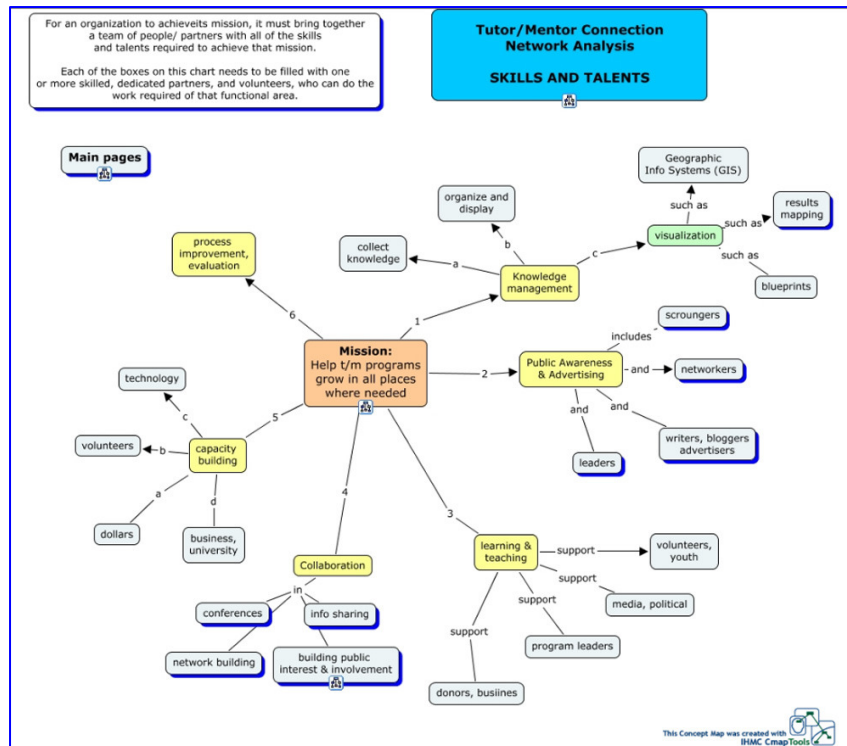 For an organization to achieveits mission, it must bring together
a team of people/ partners with all of the skills
and talents required to achieve that mission.
Each of the boxes on this chart needs to be filled with one
or more skilled, dedicated partners, and volunteers, who can do the
work required of that functional area.
Tutor/Mentor Connection
Network Analysis
SKILLS AND TALENTS
Main pages
Geographic
Info Systems (GIS)
such as
results
mapping
such as
visualization
such as
blueprints
organize and
display
b
collect
knowledge
a
c
Knowledge
management
process
improvement,
evaluation
6
1
Mission:
Help t/m programs
grow in all places
where needed
2
Public Awareness
& Advertising
includes
scroungers
and
networkers
and
writers, bloggers
advertisers
and
leaders
5
technology
c
volunteers
b
capacity
building
a
dollars
d
business,
university
4
Collaboration
in
conferences
info sharing
network building
building public
interest & involvement
3
learning &
teaching
support
volunteers,
youth
support
media, political
support
program leaders
support
donors, busiines
This Concept Map was created with
IHMC CmapTools